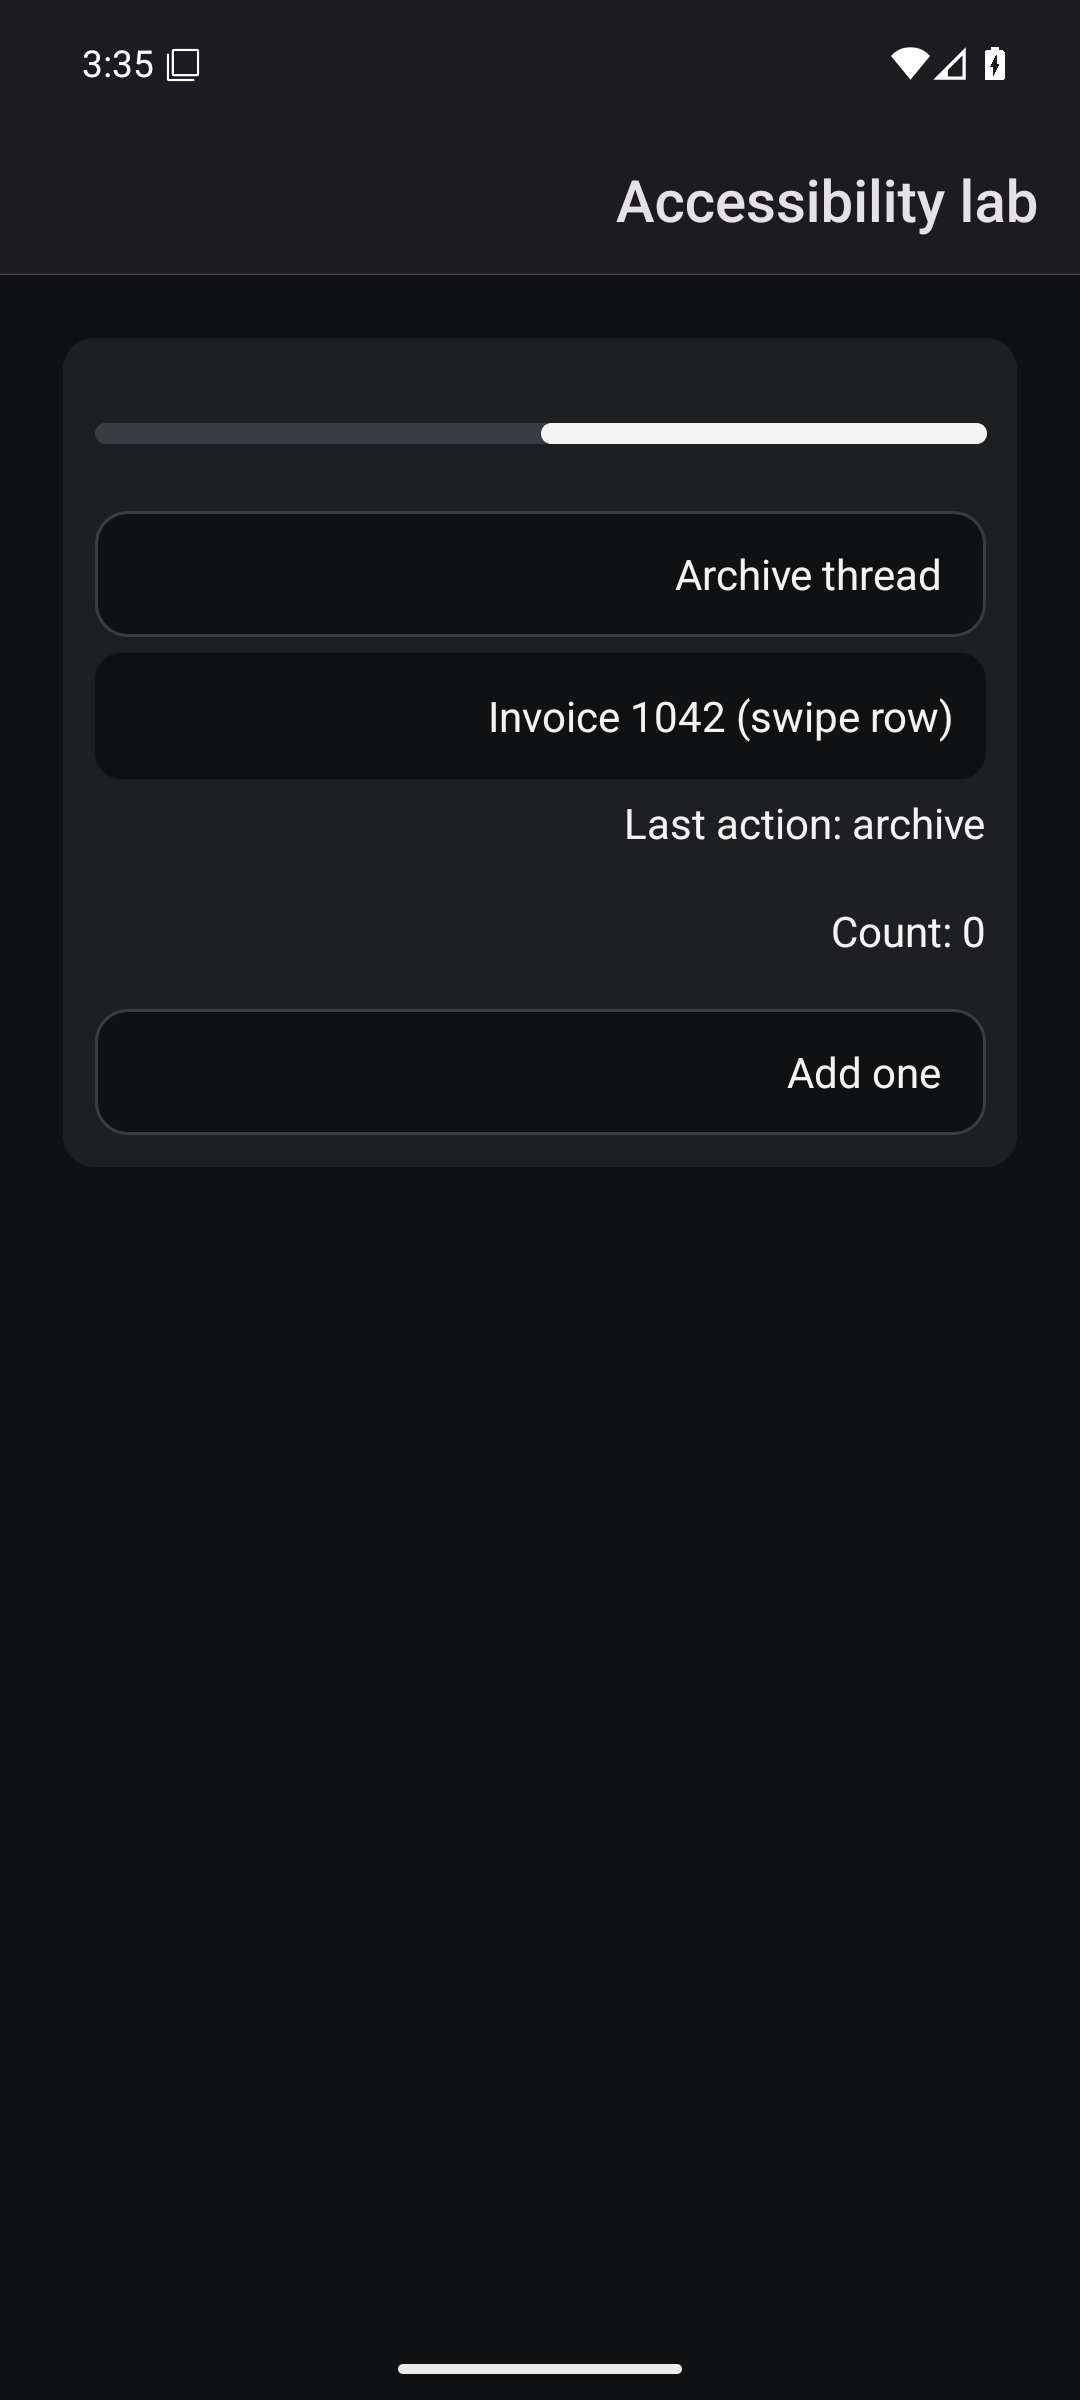 3:35
Accessibility lab
Archive thread
Invoice 1042 (swipe row)
Last action: archive
Count: 0
Add one